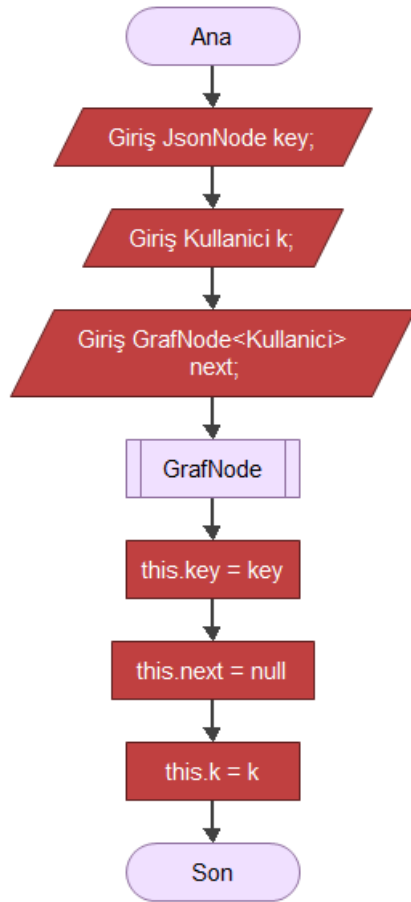 Ana
Giriş JsonNode key;
Giriş Kullanici k;
Giriş GrafNode<Kullanici>
next;
GrafNode
this.key = key
this.next = null
this.k = k
Son